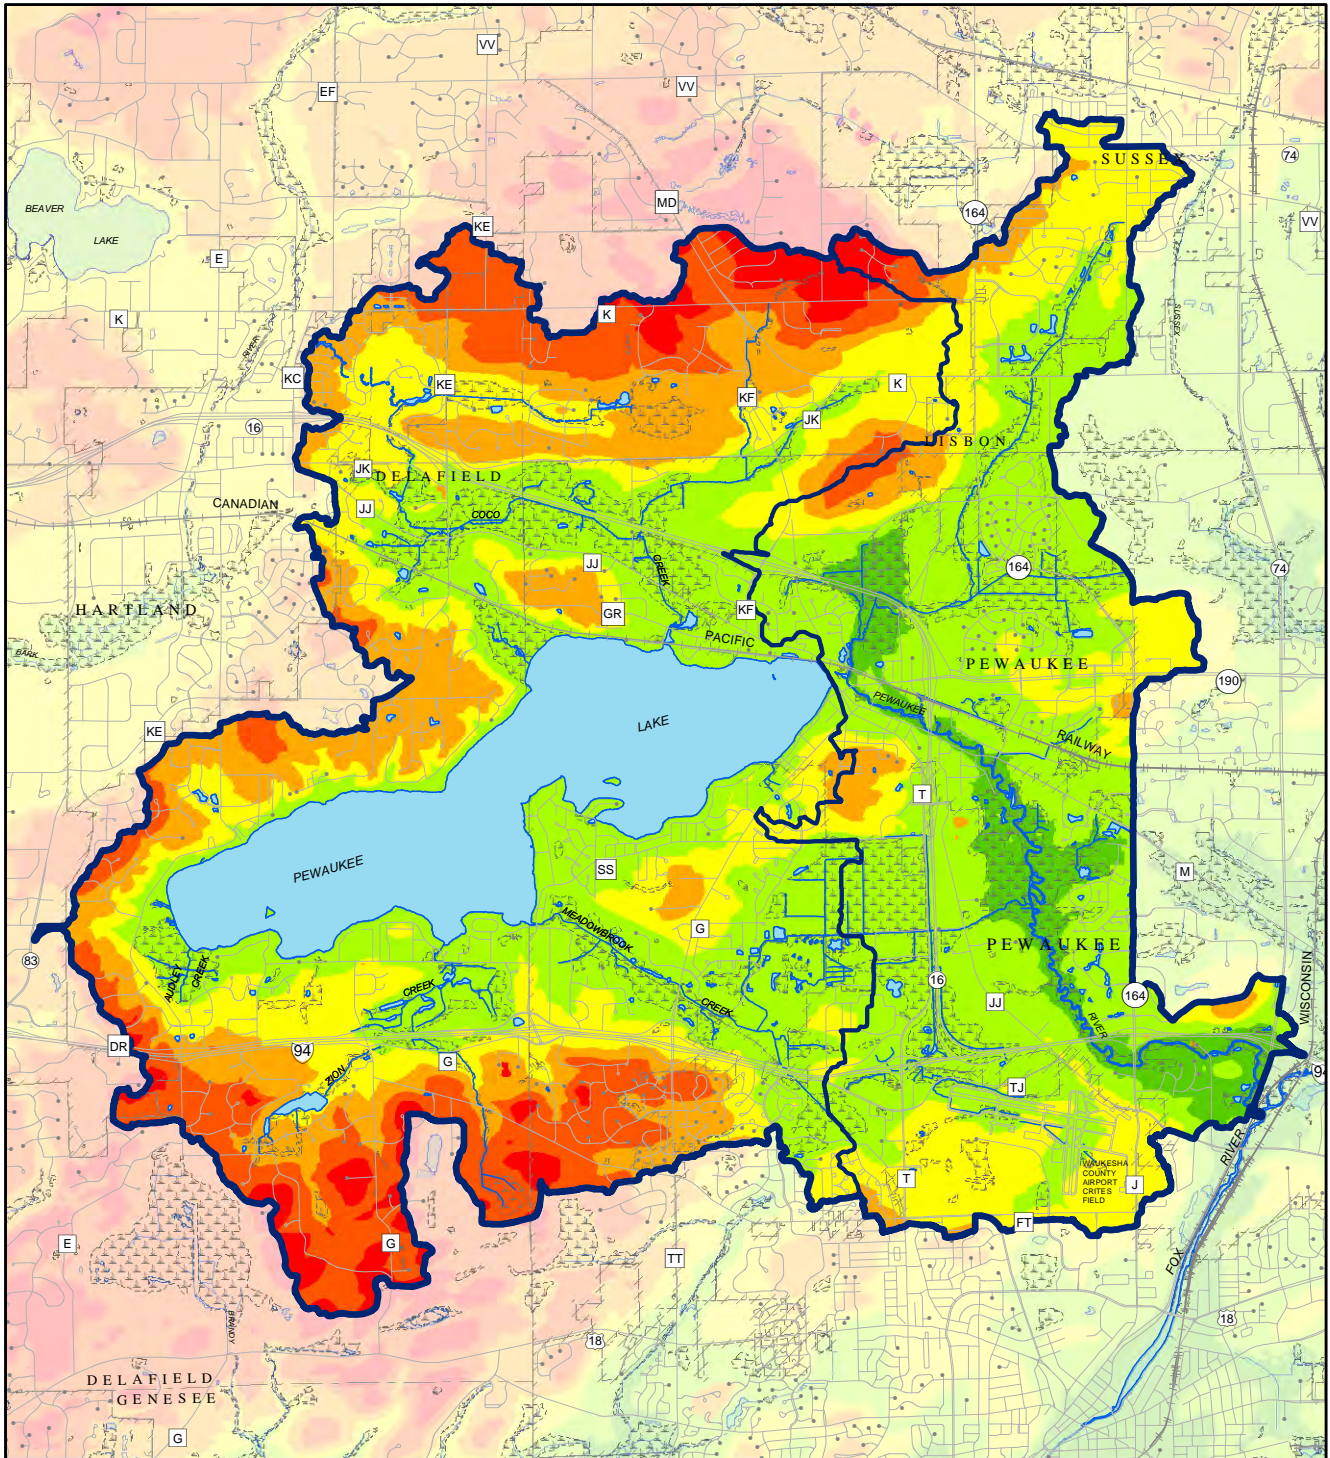 VV
EF
VV
SUSSEX
74
MD
164
BEAVER
LAKE
VV
KE
E
K
K
SUSSEX
RIVER
KC
KE
K
KF
JK
16
LISBON
JK
DELAFIELD
CANADIAN
JJ
COCO
JJ
CREEK
164
74
HARTLAND
GR
KF
PACIFIC
BARK
PEWAUKEE
190
PEWAUKEE
LAKE
KE
RAILWAY
T
PEWAUKEE
SS
M
MEADOWBROOK
G
PEWAUKEE
83
AUDLEY
CREEK
CREEK
16
164
WISCONSIN
CREEK
JJ
RIVER
DR
94
G
94
ZION
TJ
RIVER
WAUKESHA
COUNTY
AIRPORT
CRITES
FIELD
T
J
FT
E
G
TT
FOX
BRANDY
18
18
DELAFIELD
GENESEE
G